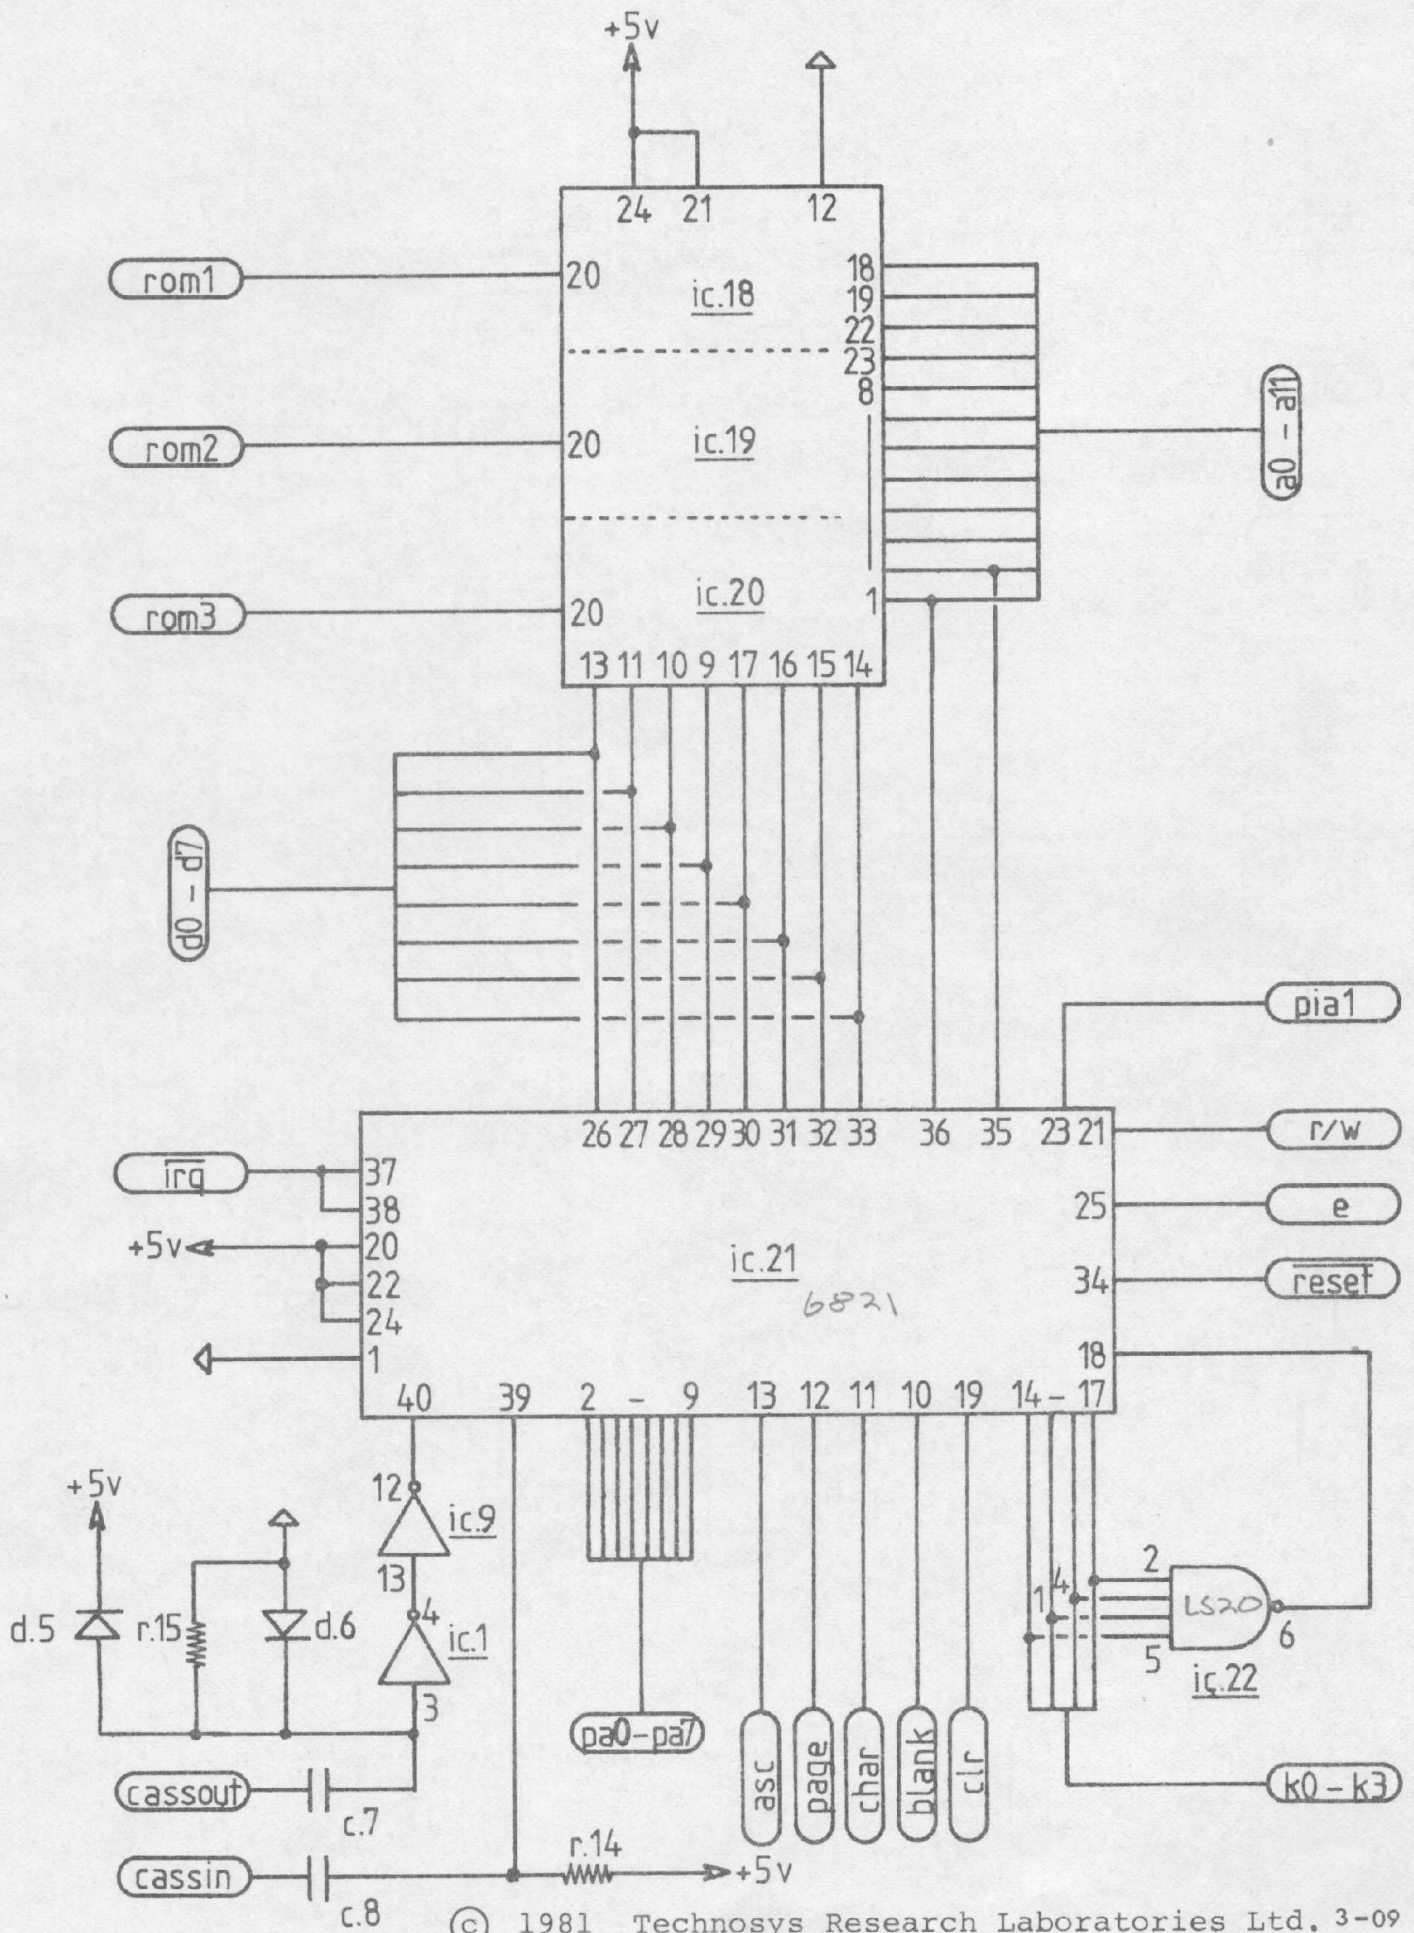 +5v
24 21 12
rom1
20
ic.18
18
19
22
23
8
rom2
20
ic.19
a0 - a11
rom3
20
ic.20
1
13 11 10 9 17 16 15 14
d0 - d7
pia1
26 27 28 29 30 31 32 33 36 35 23 21
r/w
irq
37
38
25
e
+5v
20
22
24
ic.21
6821
34
reset
1
18
40 39 2 - 9 13 12 11 10 19 14 - 17
+5v
12
ic.9
13
4
d.5
r.15
d.6
ic.1
3
2
4
1
5
LS20
6
ic.22
pa0-pa7
asc
page
char
blank
clr
k0-k3
cassout
c.7
cassin
c.8
r.14
+5v
© 1981 Technosys Research Laboratories Ltd. 3-09